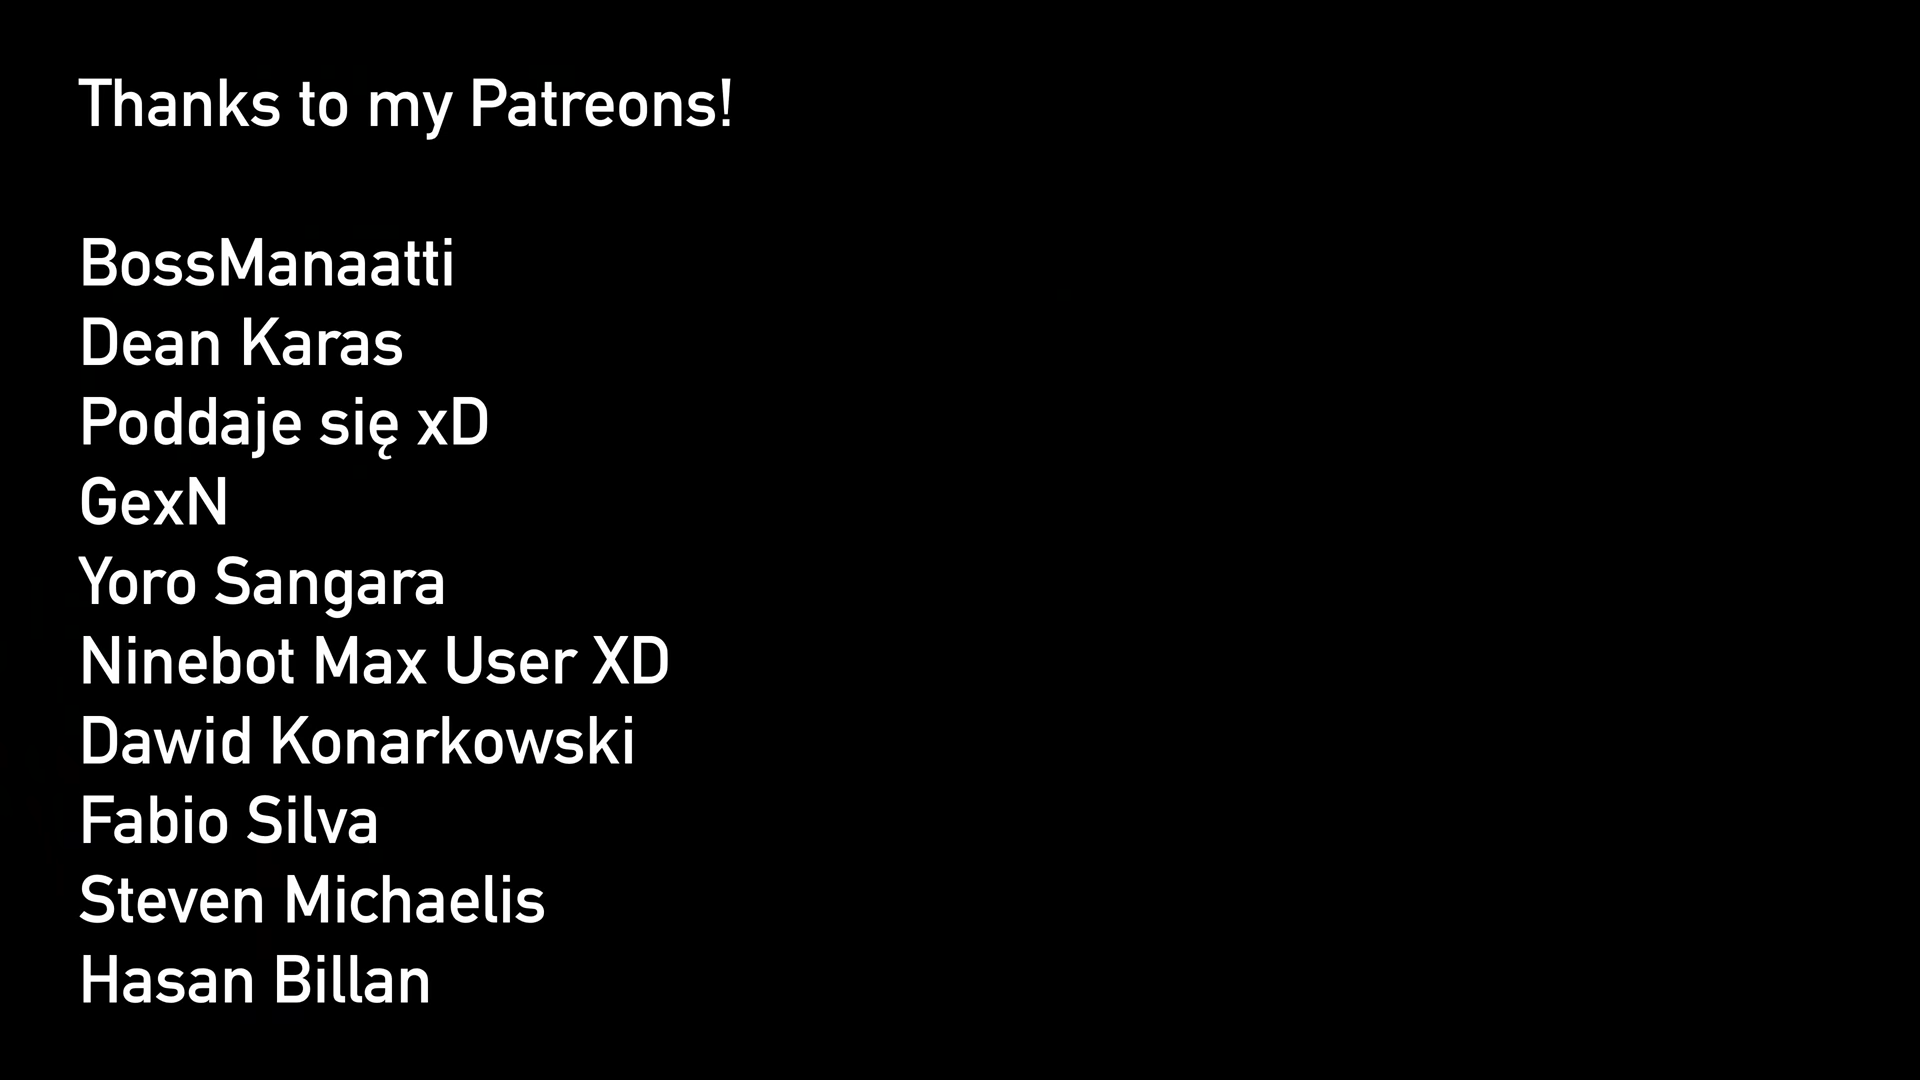 Thanks to my Patreons!
BossManaatti
Dean Karas
Poddaje się xD
GexN
Yoro Sangara
Ninebot Max User XD
Dawid Konarkowski
Fabio Silva
Steven Michaelis
Hasan Billan